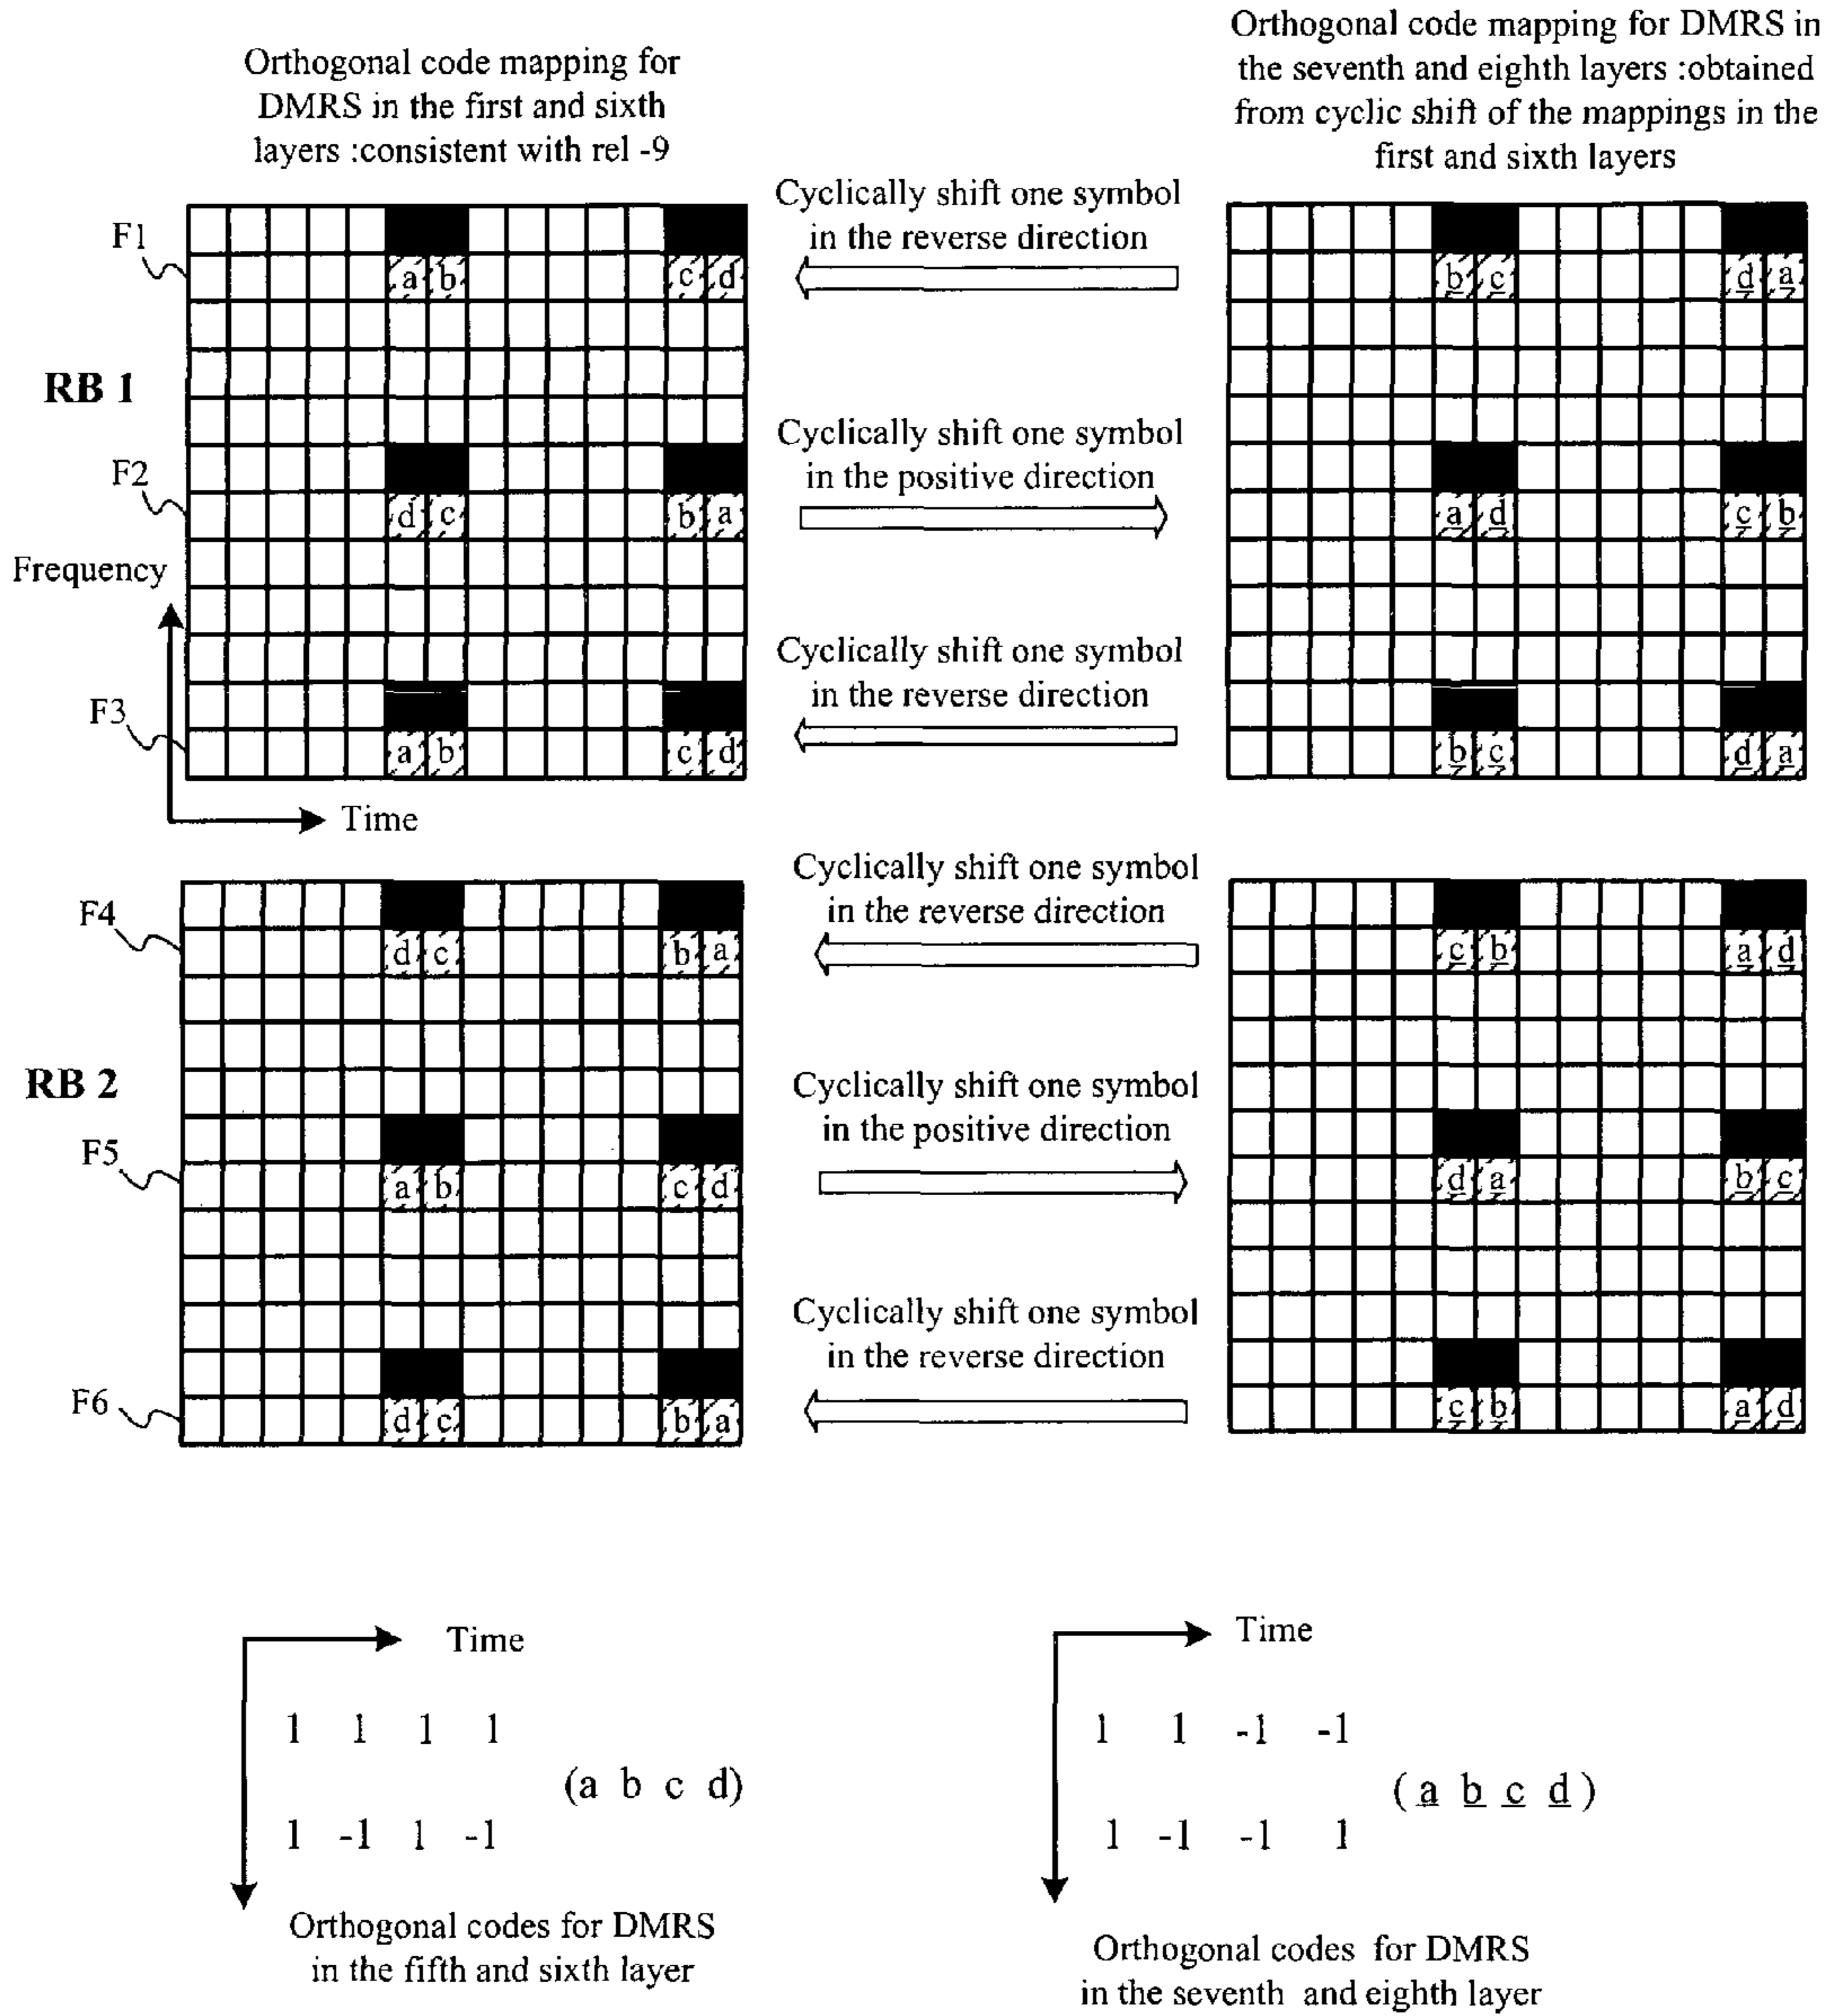 Orthogonal code mapping for
DMRS in the first and sixth
layers :consistent with rel -9
Orthogonal code mapping for DMRS in
the seventh and eighth layers :obtained
from cyclic shift of the mappings in the
first and sixth layers
Cyclically shift one symbol
in the reverse direction
F1
a b c d
b c d a
RB 1
Cyclically shift one symbol
in the positive direction
F2
d c b a
a d c b
Frequency
Cyclically shift one symbol
in the reverse direction
F3
a b c d
b c d a
Time
Cyclically shift one symbol
in the reverse direction
F4
d c b a
c b a d
RB 2
Cyclically shift one symbol
in the positive direction
F5
a b c d
d a b c
Cyclically shift one symbol
in the reverse direction
F6
d c b a
c b a d
Time
1 1 1 1
(a b c d)
1 -1 1 -1
Orthogonal codes for DMRS
in the fifth and sixth layer
Time
1 1 -1 -1
(a b c d)
1 -1 -1 1
Orthogonal codes for DMRS
in the seventh and eighth layer